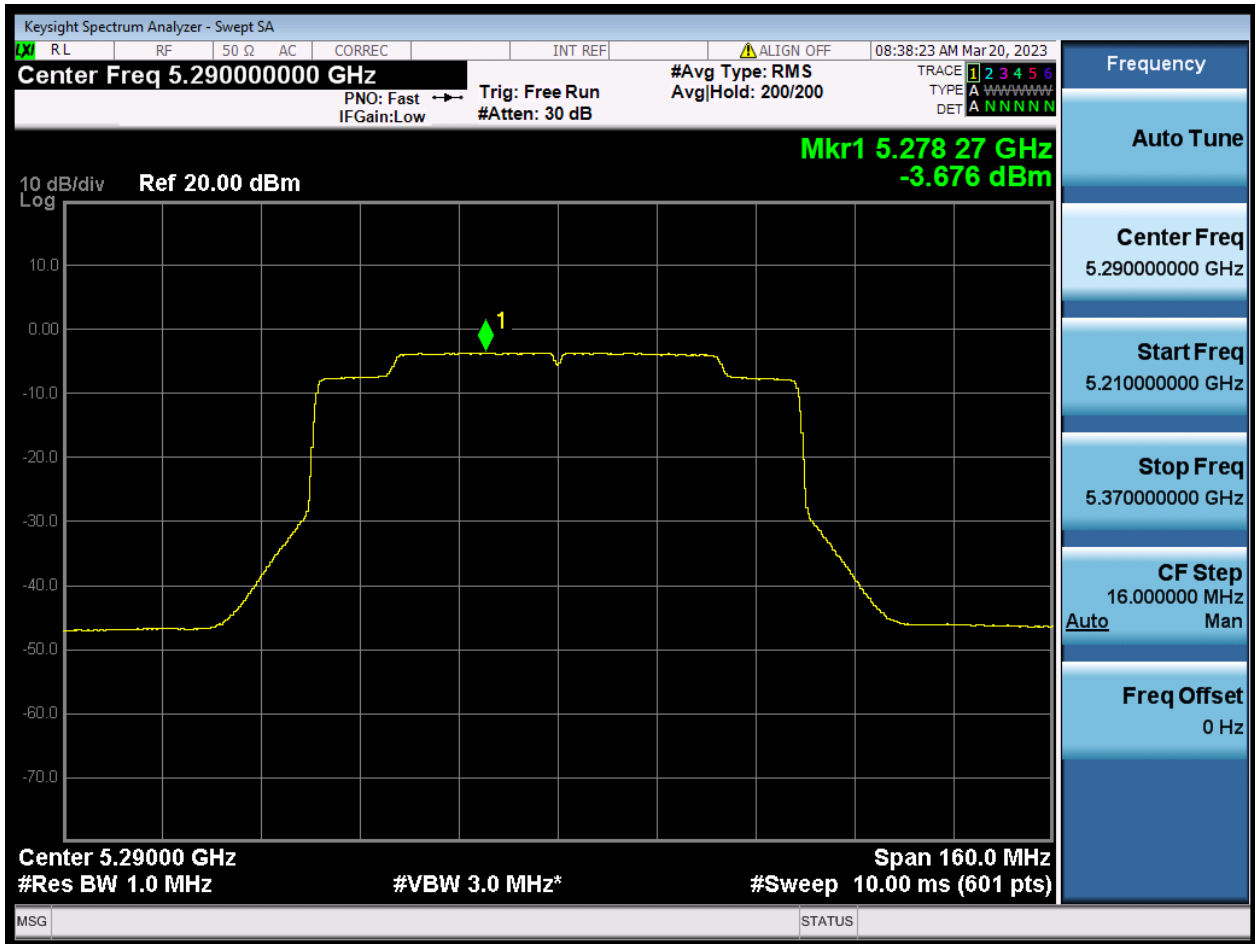 Keysight Spectrum Analyzer - Swept SA
LXI RL RF 50 Ω AC CORREC INT REF ALIGN OFF 08:38:23 AM Mar 20, 2023
Center Freq 5.290000000 GHz
PNO: Fast
IFGain:Low
Trig: Free Run
#Atten: 30 dB
#Avg Type: RMS
Avg|Hold: 200/200
TRACE 1 2 3 4 5 6
TYPE A WWWWW
DET A N N N N N
Mkr1 5.278 27 GHz
-3.676 dBm
10 dB/div Ref 20.00 dBm
Log
10.0
0.00
-10.0
-20.0
-30.0
-40.0
-50.0
-60.0
-70.0
1
Center 5.29000 GHz Span 160.0 MHz
#Res BW 1.0 MHz #VBW 3.0 MHz* #Sweep 10.00 ms (601 pts)
MSG STATUS
Frequency
Auto Tune
Center Freq
5.290000000 GHz
Start Freq
5.210000000 GHz
Stop Freq
5.370000000 GHz
CF Step
16.000000 MHz
Auto Man
Freq Offset
0 Hz